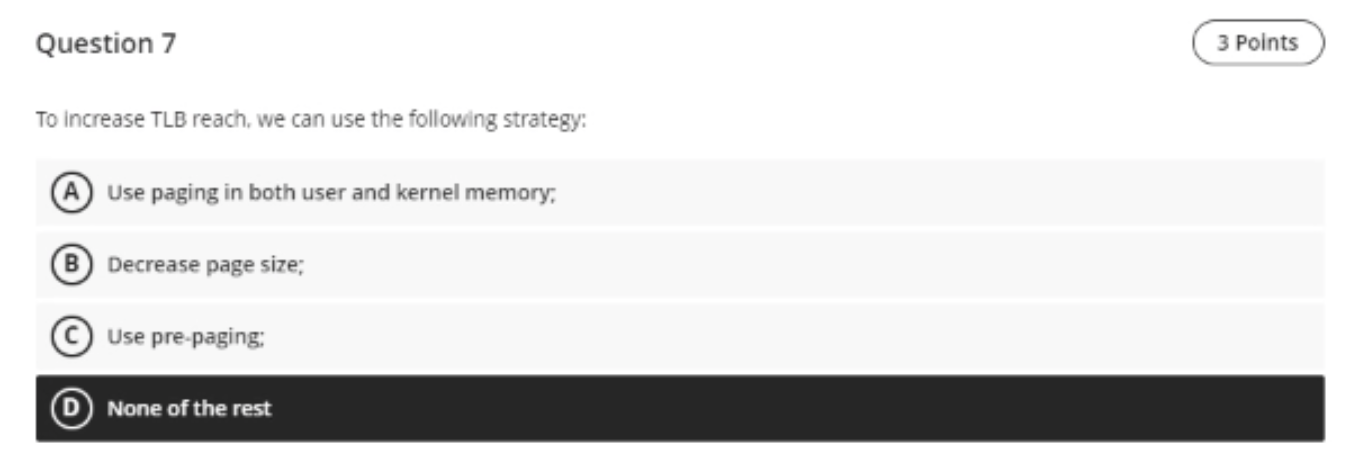 Question 7
3 Points
To increase TLB reach, we can use the following strategy:
A Use paging in both user and kernel memory;
B Decrease page size;
C Use pre-paging;
D None of the rest